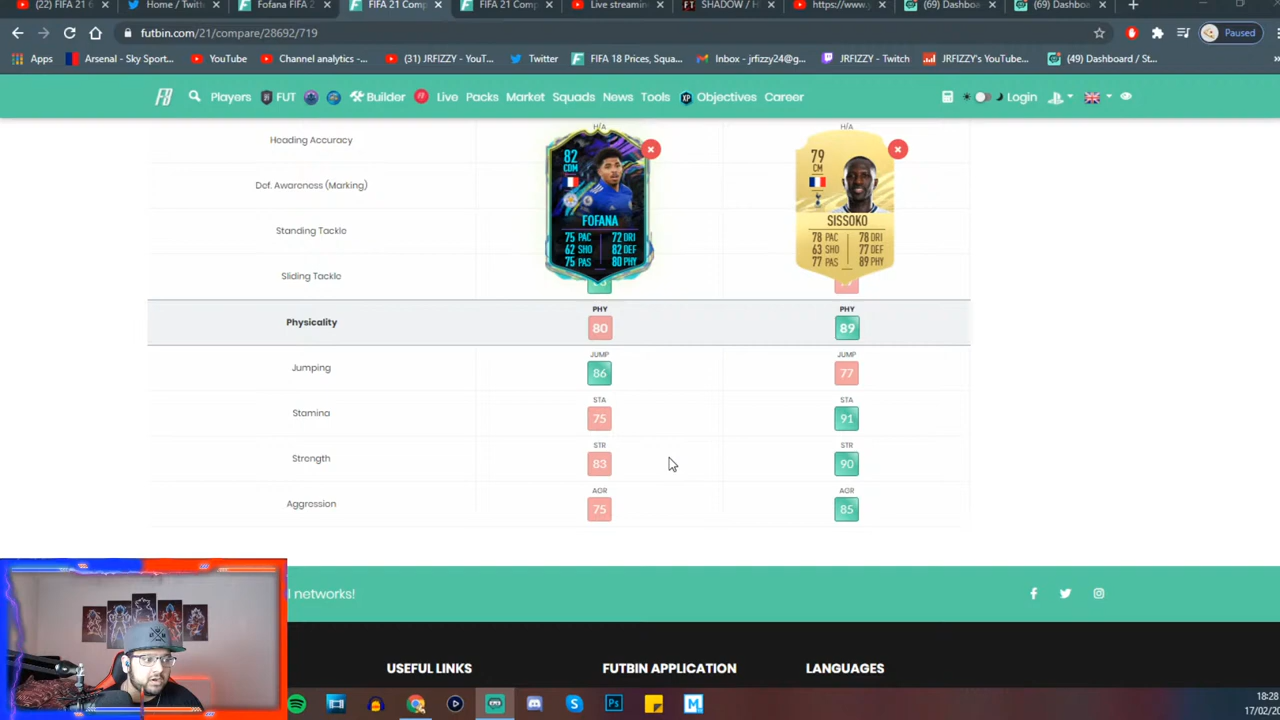 (22) FIFA 21 6
Home / Twitt
Fofana FIFA 2
FIFA 21 Comp
FIFA 21 Comp
Live streamin
SHADOW / H
https://www.y
(69) Dashboa
(69) Dashboa
futbin.com/21/compare/28692/719
Paused
Apps
Arsenal - Sky Sport...
YouTube
Channel analytics -...
(31) JRFIZZY - YouT...
Twitter
FIFA 18 Prices, Squa...
Inbox - jrfizzy24@g...
JRFIZZY - Twitch
JRFIZZY's YouTube...
(49) Dashboard / St...
Players
FUT
Builder
Live
Packs
Market
Squads
News
Tools
XP
Objectives
Career
Login
Heading Accuracy
H/A
H/A
Def. Awareness (Marking)
Standing Tackle
Sliding Tackle
82
CDM
FOFANA
75 PAC 72 DRI
62 SHO 82 DEF
75 PAS 80 PHY
79
CM
SISSOKO
78 PAC 78 DRI
63 SHO 77 DEF
77 PAS 89 PHY
Physicality
PHY
80
PHY
89
Jumping
JUMP
86
JUMP
77
Stamina
STA
75
STA
91
Strength
STR
83
STR
90
Aggression
AGR
75
AGR
85
l networks!
USEFUL LINKS
FUTBIN APPLICATION
LANGUAGES
Ps
M
18:28
17/02/20